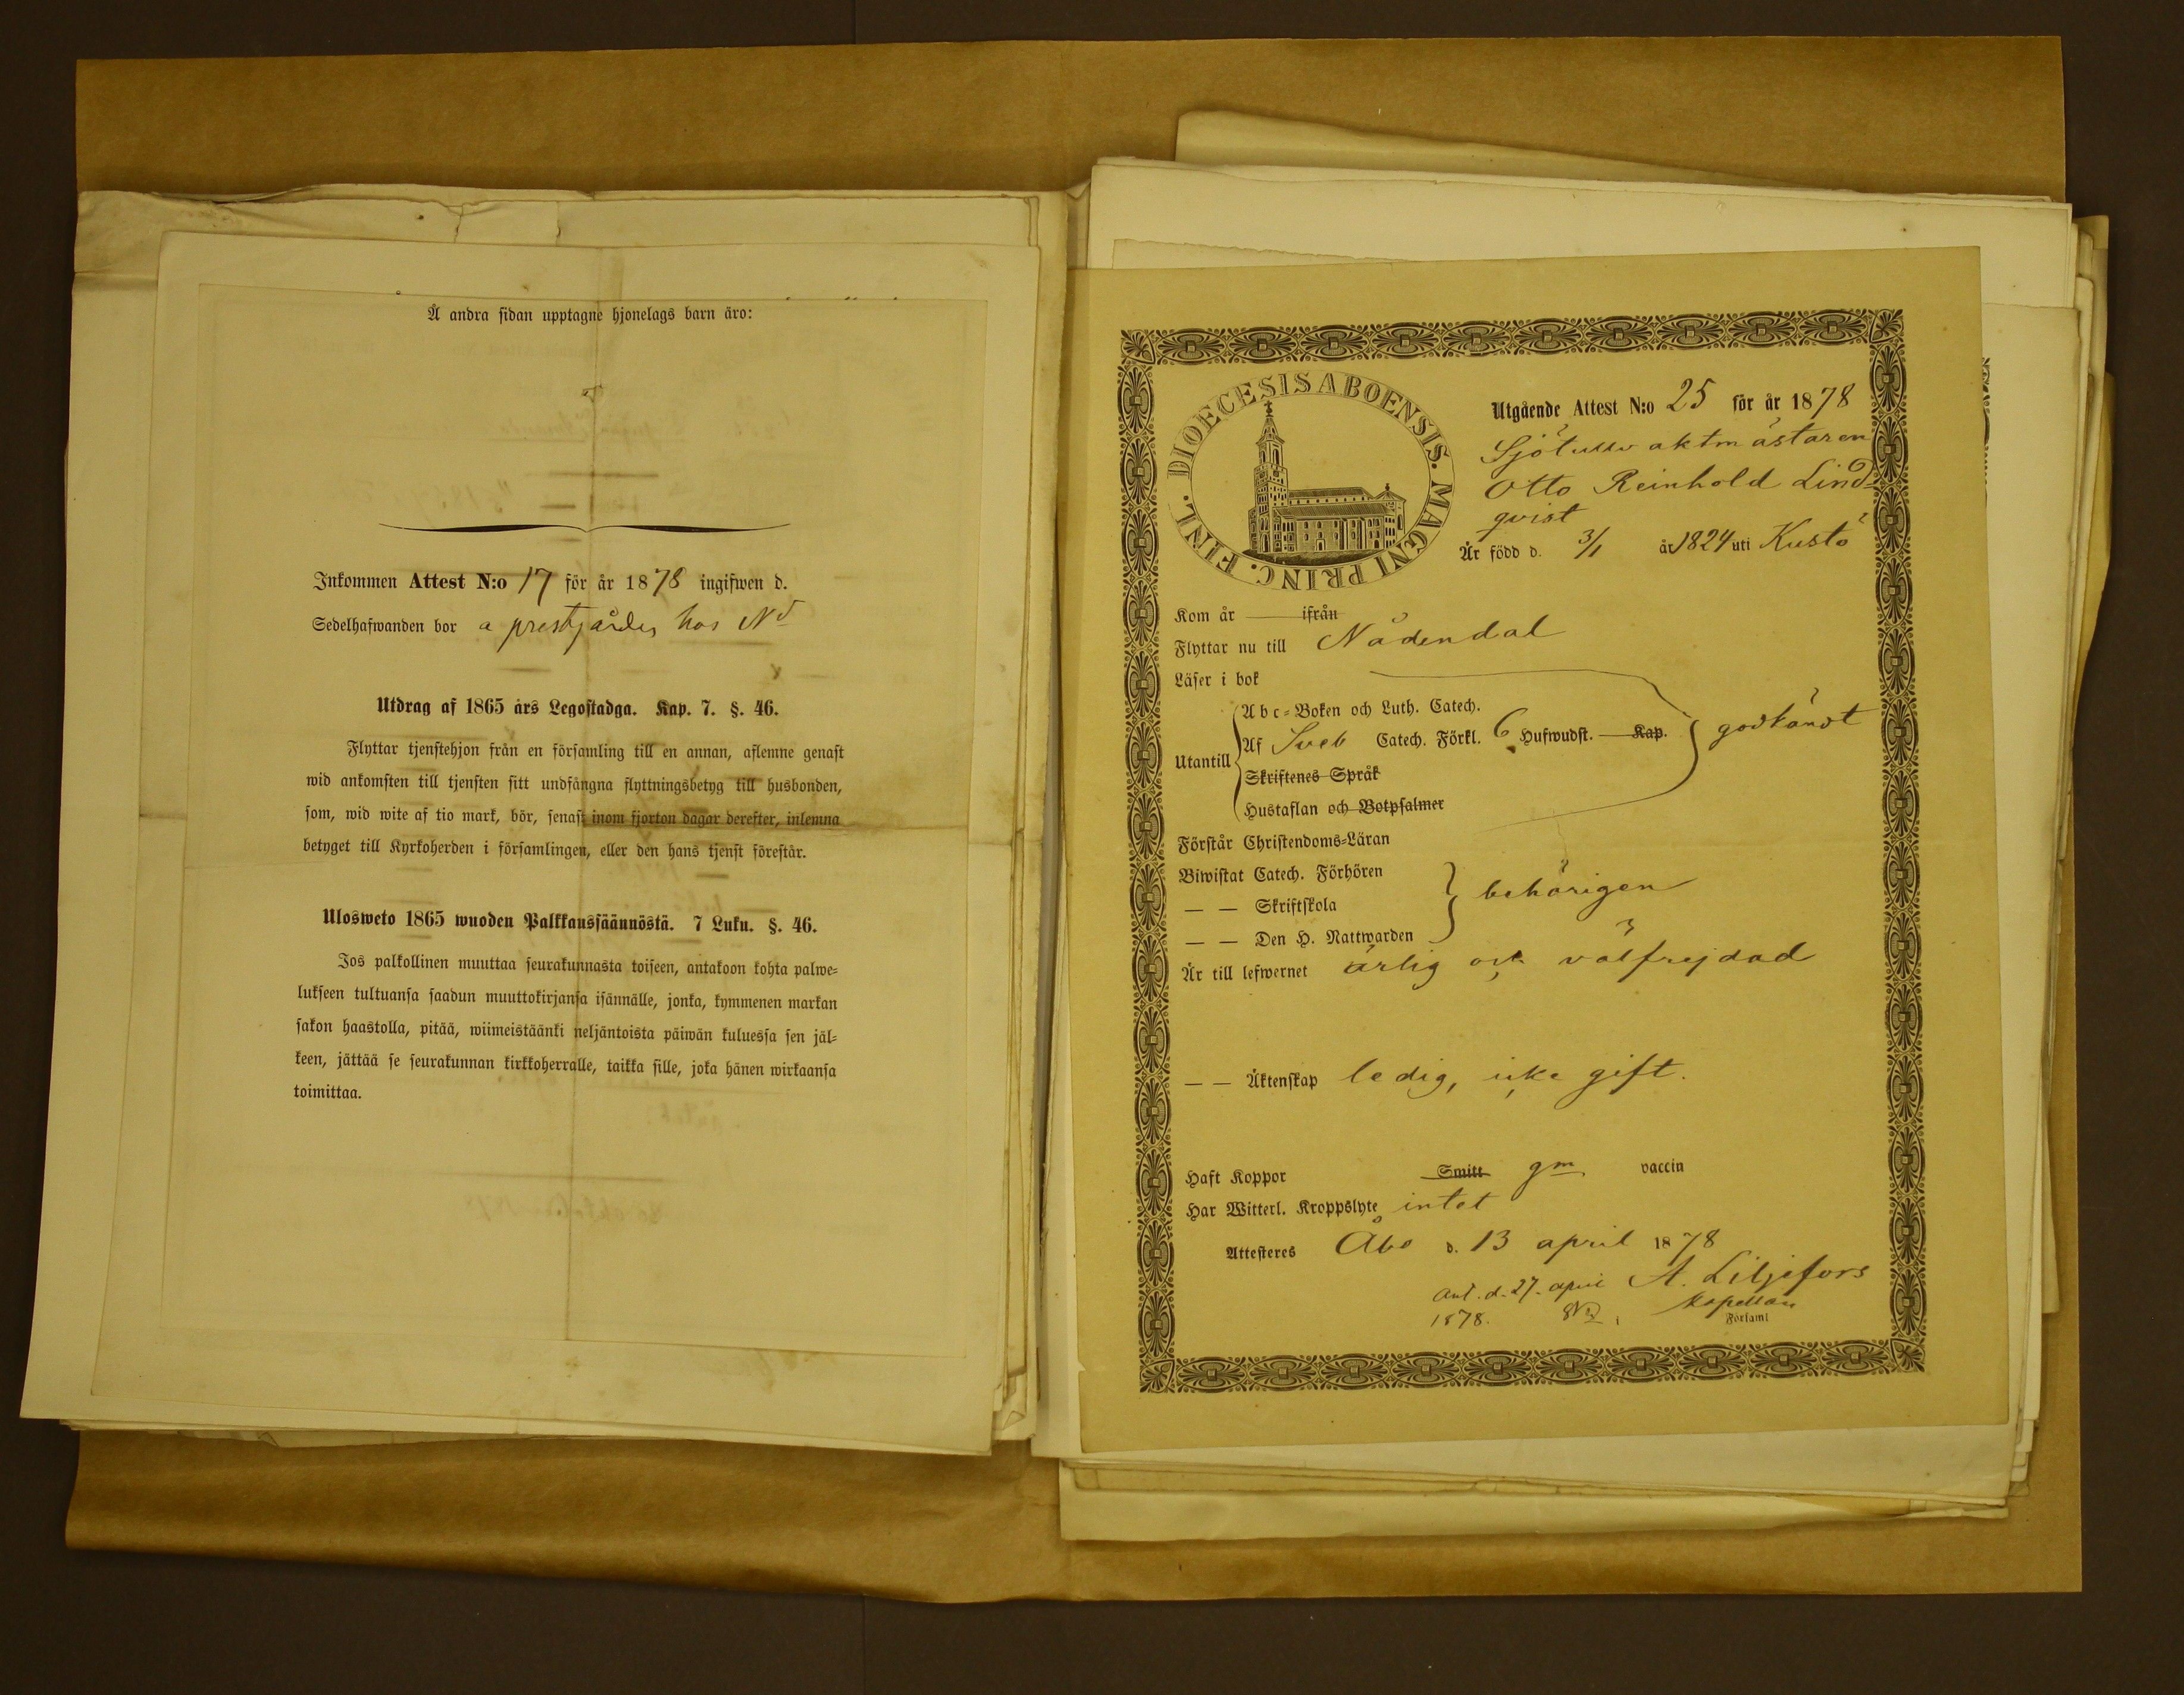 Å andra sidan upptagne hjonelags barn äro:
Inkommen Attest N:o 17 för år 1878 ingifwen d.
Sedelhafwanden bor a prestgården hos Nd
Utdrag af 1865 års Legostadga. Kap. 7. §. 46.
Flyttar tjenstehjon från en församling till en annan, aflemne genast
wid ankomsten till tjensten sitt undfångna flyttningsbetyg till husbonden,
som, wid wite af tio mark, bör, senast inom fjorton dagar derefter, inlemna
betyget till Kyrkoherden i församlingen, eller den hans tjenst förestår.
Ulosweto 1865 wuoden Palkkaussäännöstä. 7 Luku. §. 46.
Jos palkollinen muuttaa seurakunnasta toiseen, antakoon kohta palwe=
lukseen tultuansa saadun muuttokirjansa isännälle, jonka, kymmenen markan
sakon haastolla, pitää, wiimeistäänki neljäntoista päiwän kuluessa sen jäl=
keen, jättää se seurakunnan kirkkoherralle, taikka sille, joka hänen wirkaansa
toimittaa.
DIOECESIS ABOENSIS. MAGNI PRINC. FINL.
Utgående Attest N:o 25 för år 1878
Sjötullvaktmästaren
Otto Reinhold Lind=
qvist
Är född d. 3/1 år 1824 uti Kustö
Kom år ifrån
Flyttar nu till Nådendal
Läser i bok
Utantill
Abc=Boken och Luth. Catech.
Af Sveb Catech. Förkl. 6 Hufwudst. Kap.
Skriftenes Språk
Hustaflan och Botpsalmer
godkändt
Förstår Christendoms=Läran
Biwistat Catech. Förhören
— — Skriftskola
— — Den H. Nattwarden
behörigen
Är till lefwernet ärlig och välfrejdad
— — Äktenskap ledig, icke gift.
Haft Koppor Smitt gm vaccin
Har Witterl. Kroppslyte intet
Attesteres Åbo d. 13 april 1878
Ant. d. 27. april A. Liljefors
1878. Kapellan
Församl